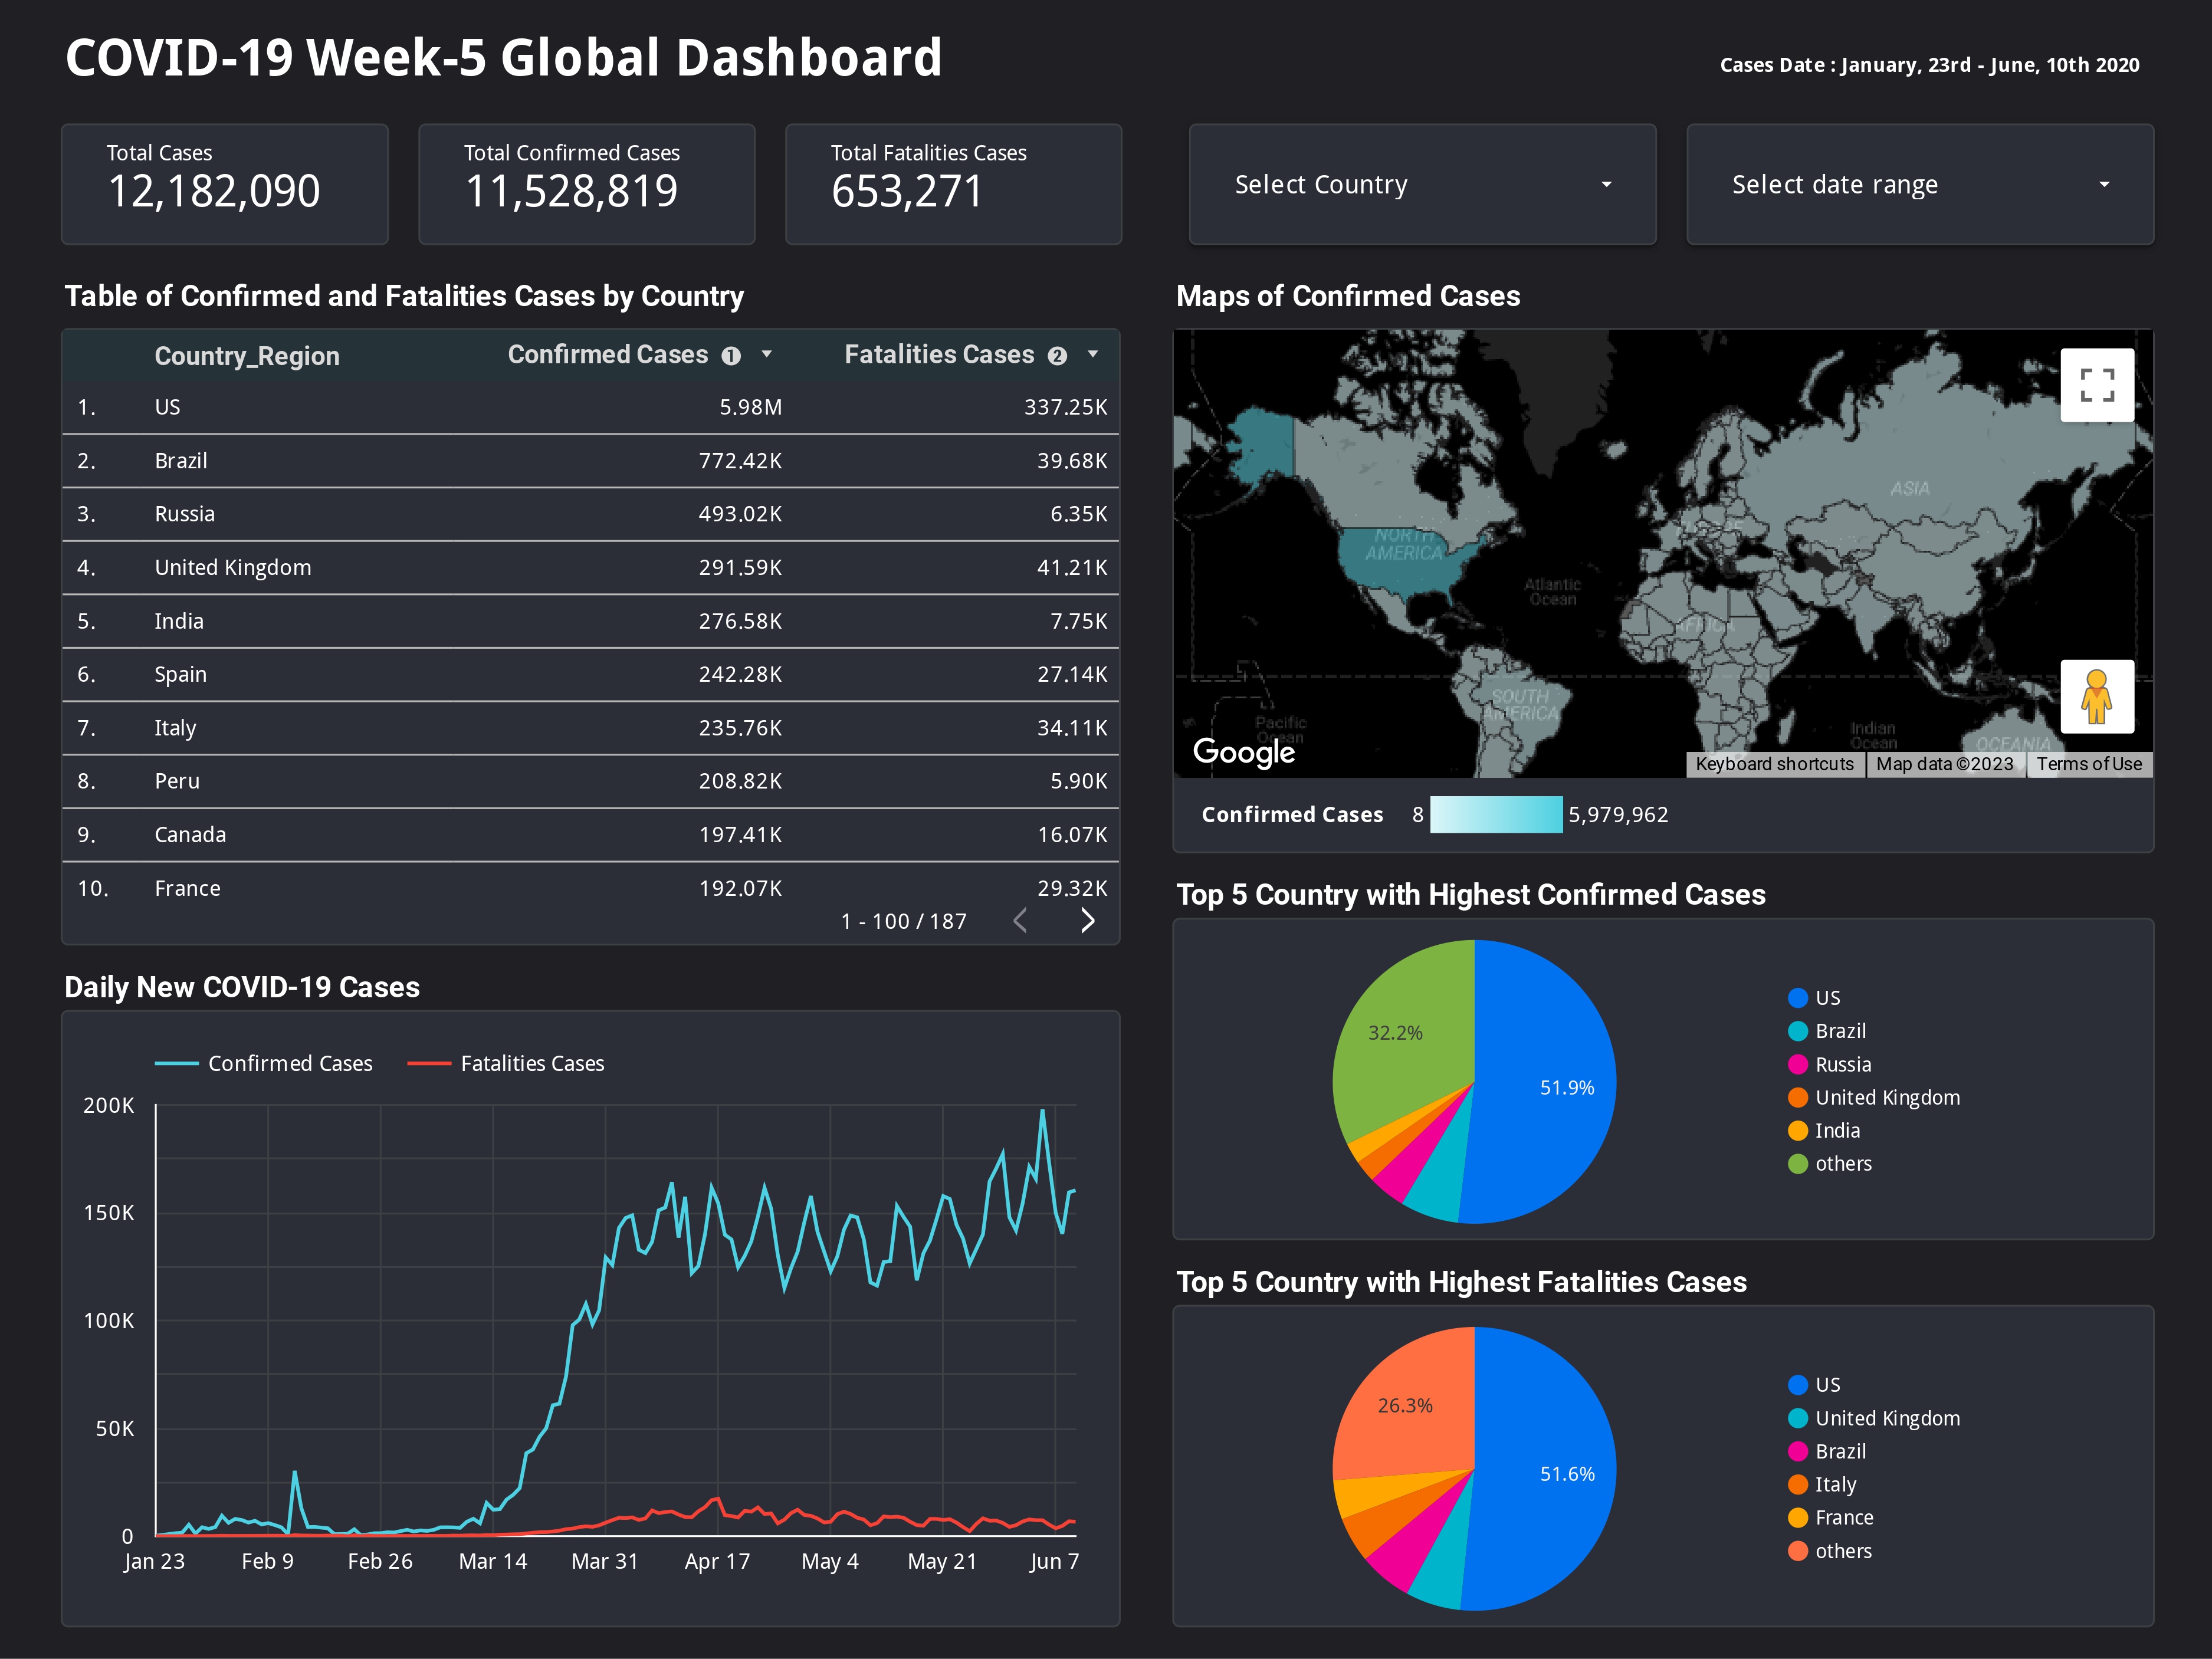 COVID-19 Week-5 Global Dashboard
Cases Date : January, 23rd - June, 10th 2020
Total Cases
12,182,090
Total Confirmed Cases
11,528,819
Total Fatalities Cases
653,271
Select Country
Select date range
Table of Confirmed and Fatalities Cases by Country
Country_Region Confirmed Cases 1 Fatalities Cases 2
1. US 5.98M 337.25K
2. Brazil 772.42K 39.68K
3. Russia 493.02K 6.35K
4. United Kingdom 291.59K 41.21K
5. India 276.58K 7.75K
6. Spain 242.28K 27.14K
7. Italy 235.76K 34.11K
8. Peru 208.82K 5.90K
9. Canada 197.41K 16.07K
10. France 192.07K 29.32K
1 - 100 / 187
Maps of Confirmed Cases
ASIA
EUROPE
NORTH
AMERICA
Atlantic
Ocean
AFRICA
SOUTH
AMERICA
Pacific
Ocean
Indian
Ocean
OCEANIA
Google
Keyboard shortcuts
Map data ©2023
Terms of Use
Confirmed Cases 8 5,979,962
Daily New COVID-19 Cases
Confirmed Cases Fatalities Cases
200K
150K
100K
50K
0
Jan 23 Feb 9 Feb 26 Mar 14 Mar 31 Apr 17 May 4 May 21 Jun 7
Top 5 Country with Highest Confirmed Cases
32.2%
51.9%
US
Brazil
Russia
United Kingdom
India
others
Top 5 Country with Highest Fatalities Cases
26.3%
51.6%
US
United Kingdom
Brazil
Italy
France
others